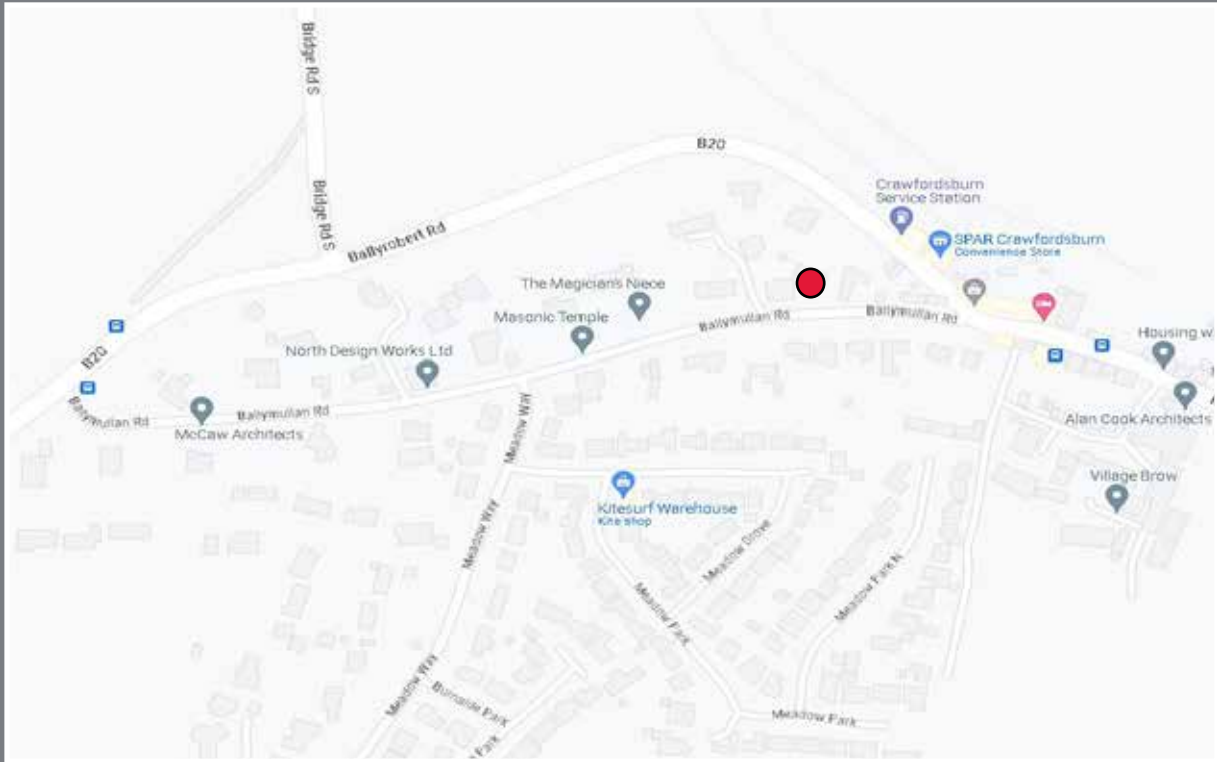 Bridge Rd S
B20
Crawfordsburn
Service Station
Bridge Rd S
Ballyrobert Rd
SPAR Crawfordsburn
Convenience Store
The Magician's Niece
Masonic Temple
Ballymullan Rd
Ballymullan Rd
Housing w
B20
North Design Works Ltd
Ballymullan Rd
Ballymullan Rd
McCaw Architects
Meadow Way
Alan Cook Architects
Village Brow
Kitesurf Warehouse
Kite shop
Meadow Way
Meadow Grove
Meadow Park N
Meadow Park
Meadow Way
Burnside Park
Meadow Park
Park